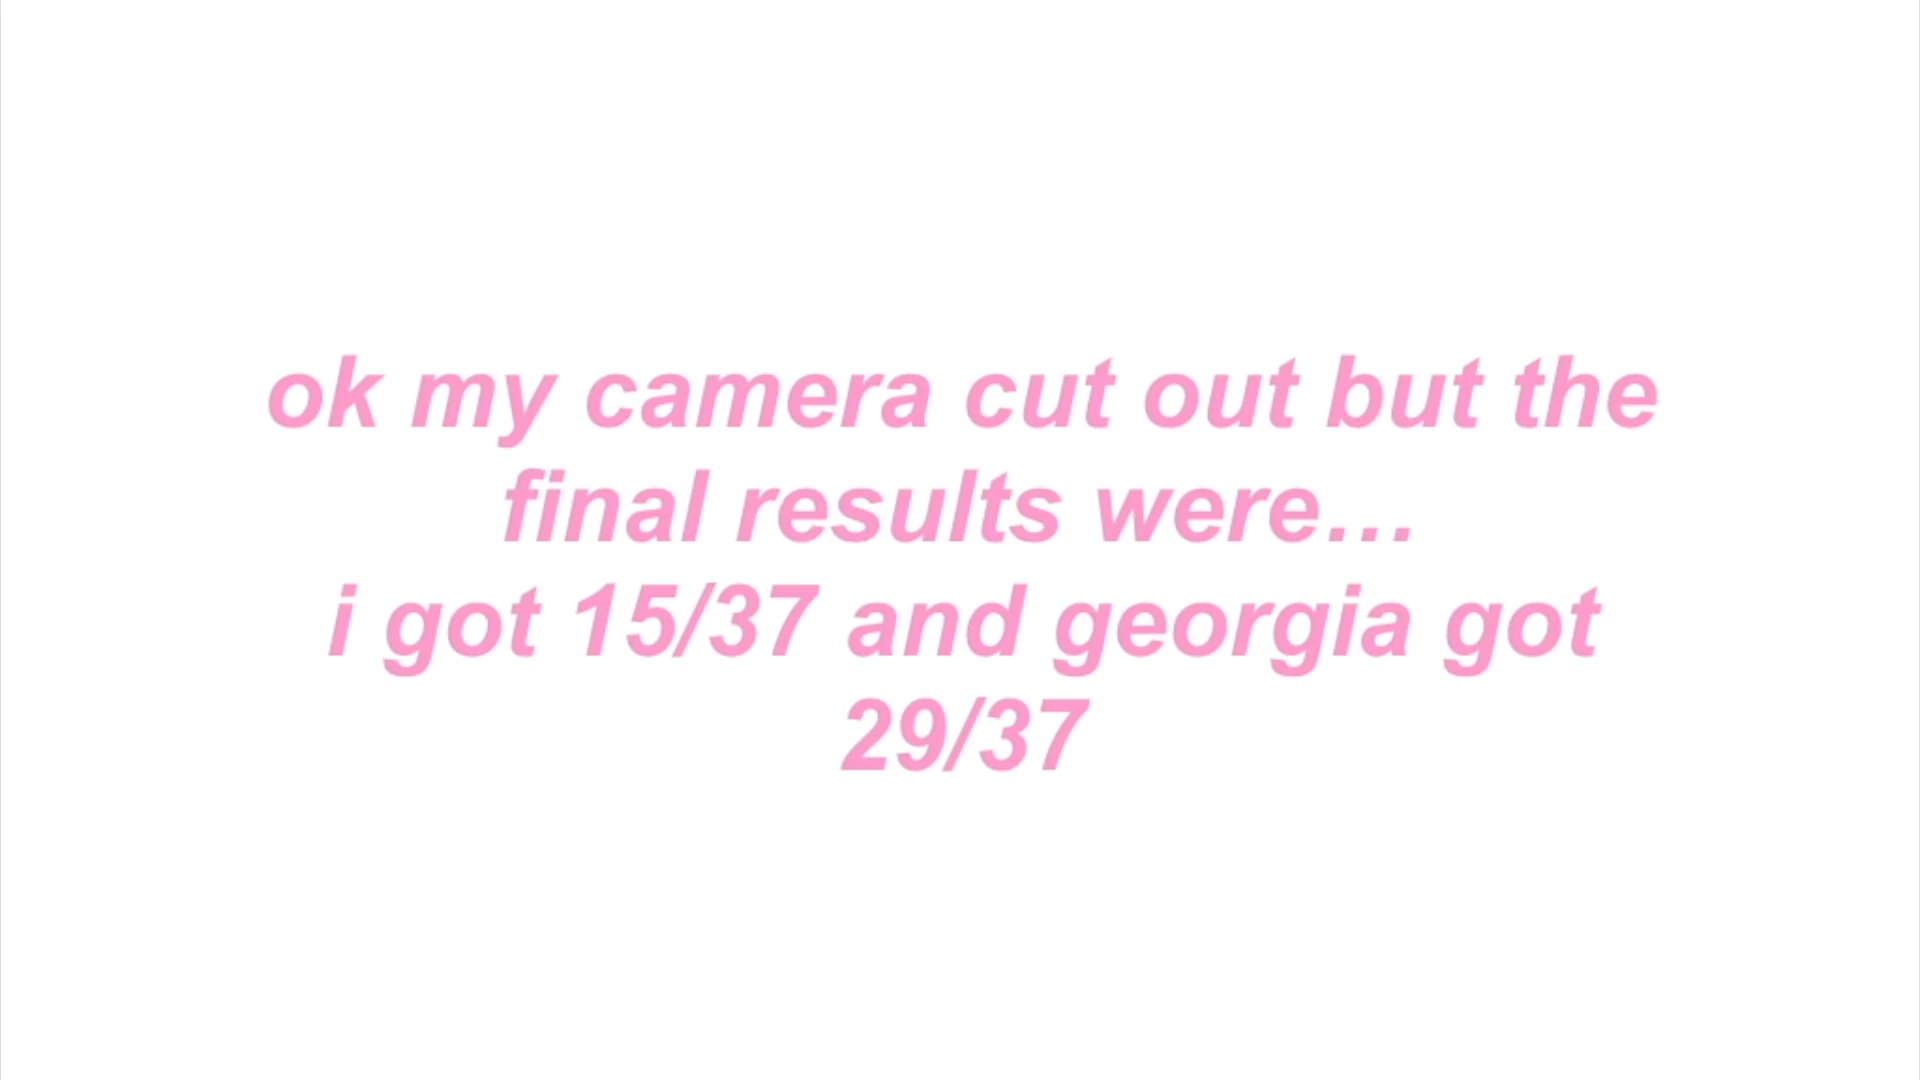 ok my camera cut out but the
final results were...
i got 15/37 and georgia got
29/37